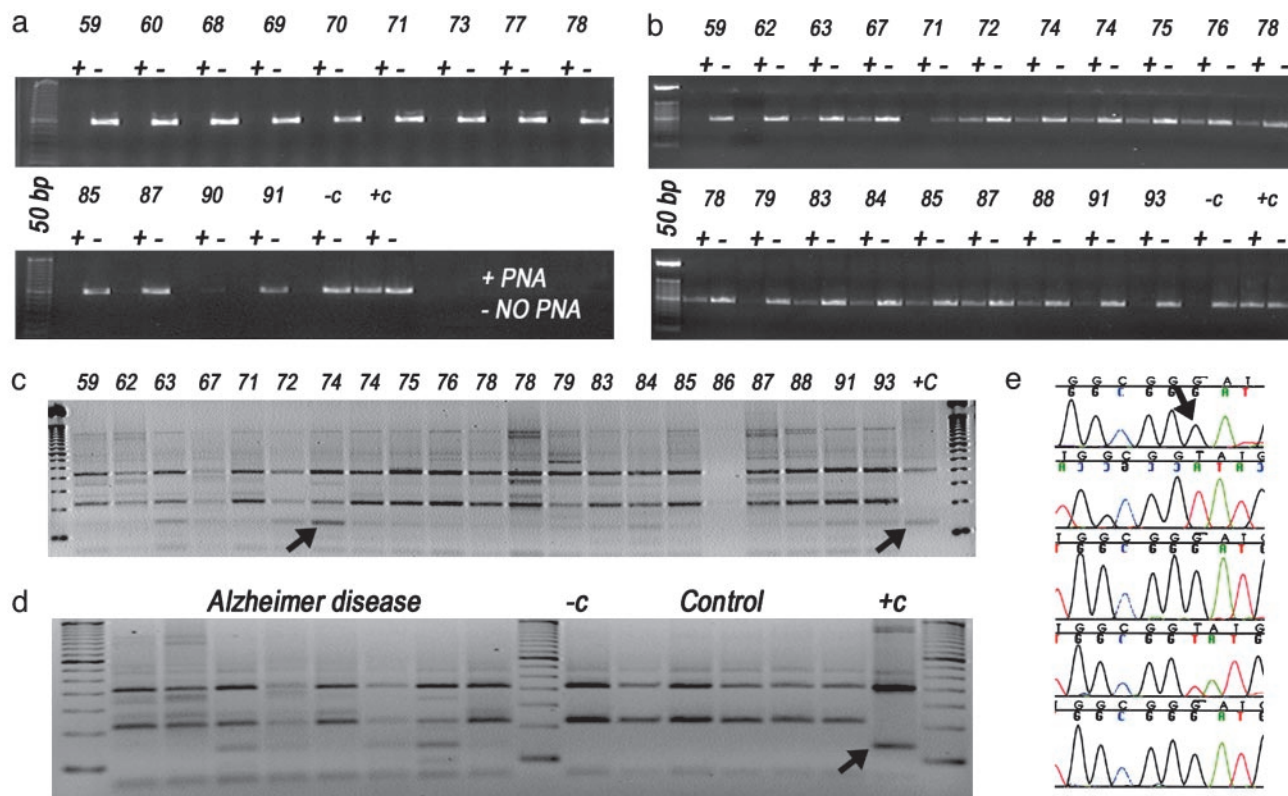 a
59 60 68 69 70 71 73 77 78
+ - + - + - + - + - + - + - + - + -
50 bp
85 87 90 91 -c +c
+ - + - + - + - + - + -
+ PNA
- NO PNA
b
59 62 63 67 71 72 74 74 75 76 78
+ - + - + - + - + - + - + - + - + - + - + -
78 79 83 84 85 87 88 91 93 -c +c
+ - + - + - + - + - + - + - + - + - + - + -
c
59 62 63 67 71 72 74 74 75 76 78 78 79 83 84 85 86 87 88 91 93 +C
d
Alzheimer disease -c Control +c
e
G G C G G G A T
T G G C G G T A T G
T G G C G G G A T G
T G G C G G T A T G
T G G C G G G A T G